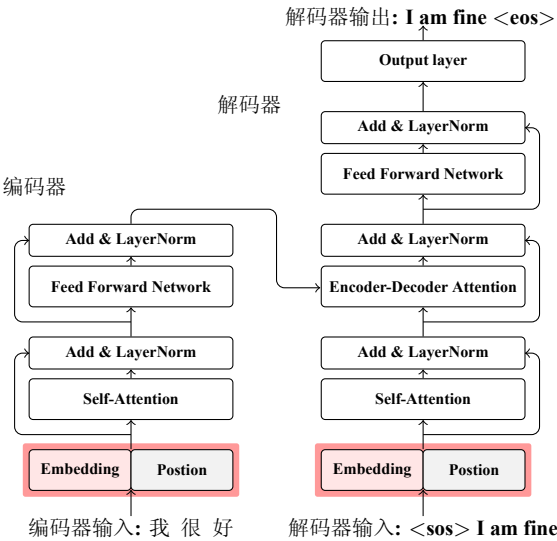 解码器输出: I am fine <eos>
Output layer
解码器
Add & LayerNorm
Feed Forward Network
编码器
Add & LayerNorm
Add & LayerNorm
Feed Forward Network
Encoder-Decoder Attention
Add & LayerNorm
Add & LayerNorm
Self-Attention
Self-Attention
Embedding
Postion
Embedding
Postion
编码器输入: 我 很 好
解码器输入: <sos> I am fine